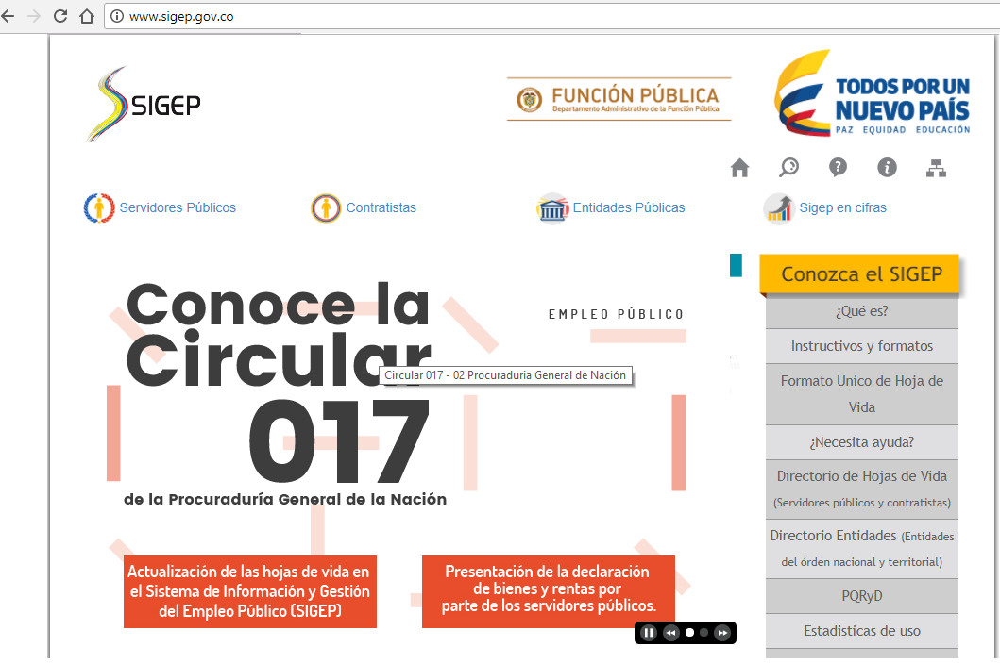 www.sigep.gov.co
SIGEP
FUNCIÓN PÚBLICA
Departamento Administrativo de la Función Pública
TODOS POR UN
NUEVO PAÍS
PAZ EQUIDAD EDUCACIÓN
Servidores Públicos
Contratistas
Entidades Públicas
Sigep en cifras
Conoce la
Circular
017
de la Procuraduría General de la Nación
EMPLEO PÚBLICO
Circular 017 - 02 Procuraduria General de Nación
Actualización de las hojas de vida en
el Sistema de Información y Gestión
del Empleo Público (SIGEP)
Presentación de la declaración
de bienes y rentas por
parte de los servidores públicos.
Conozca el SIGEP
¿Qué es?
Instructivos y formatos
Formato Unico de Hoja de
Vida
¿Necesita ayuda?
Directorio de Hojas de Vida
(Servidores públicos y contratistas)
Directorio Entidades (Entidades
del órden nacional y territorial)
PQRyD
Estadisticas de uso